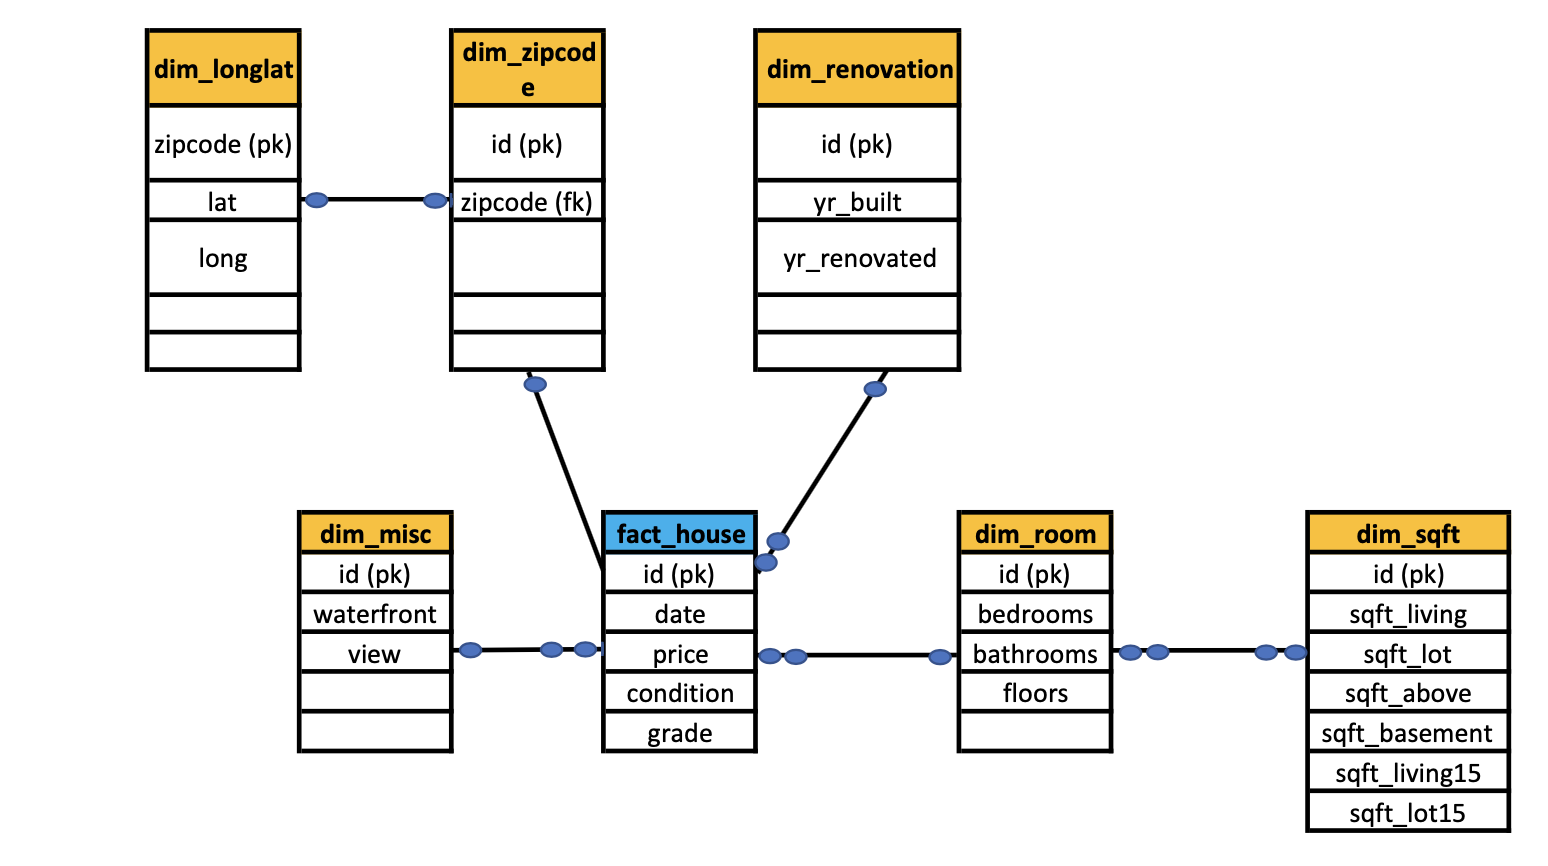 dim_longlat
zipcode (pk)
lat
long
dim_zipcod
e
id (pk)
zipcode (fk)
dim_renovation
id (pk)
yr_built
yr_renovated
dim_misc
id (pk)
waterfront
view
fact_house
id (pk)
date
price
condition
grade
dim_room
id (pk)
bedrooms
bathrooms
floors
dim_sqft
id (pk)
sqft_living
sqft_lot
sqft_above
sqft_basement
sqft_living15
sqft_lot15